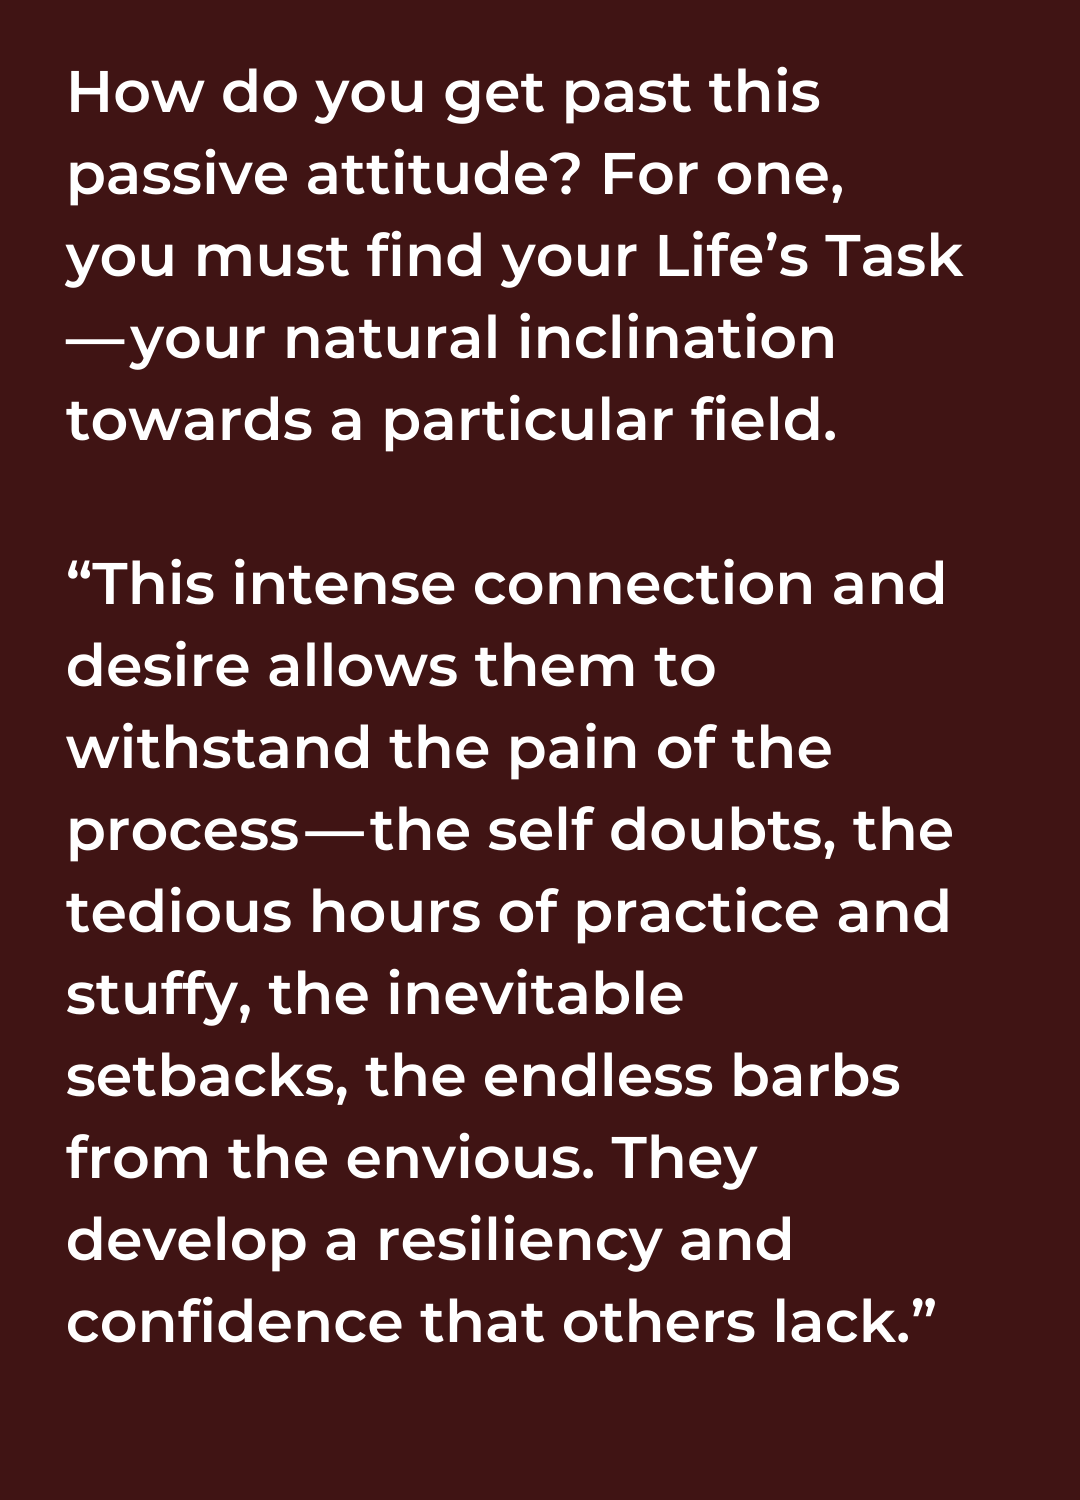 How do you get past this
passive attitude? For one,
you must find your Life’s Task
—your natural inclination
towards a particular field.
“This intense connection and
desire allows them to
withstand the pain of the
process—the self doubts, the
tedious hours of practice and
stuffy, the inevitable
setbacks, the endless barbs
from the envious. They
develop a resiliency and
confidence that others lack.”